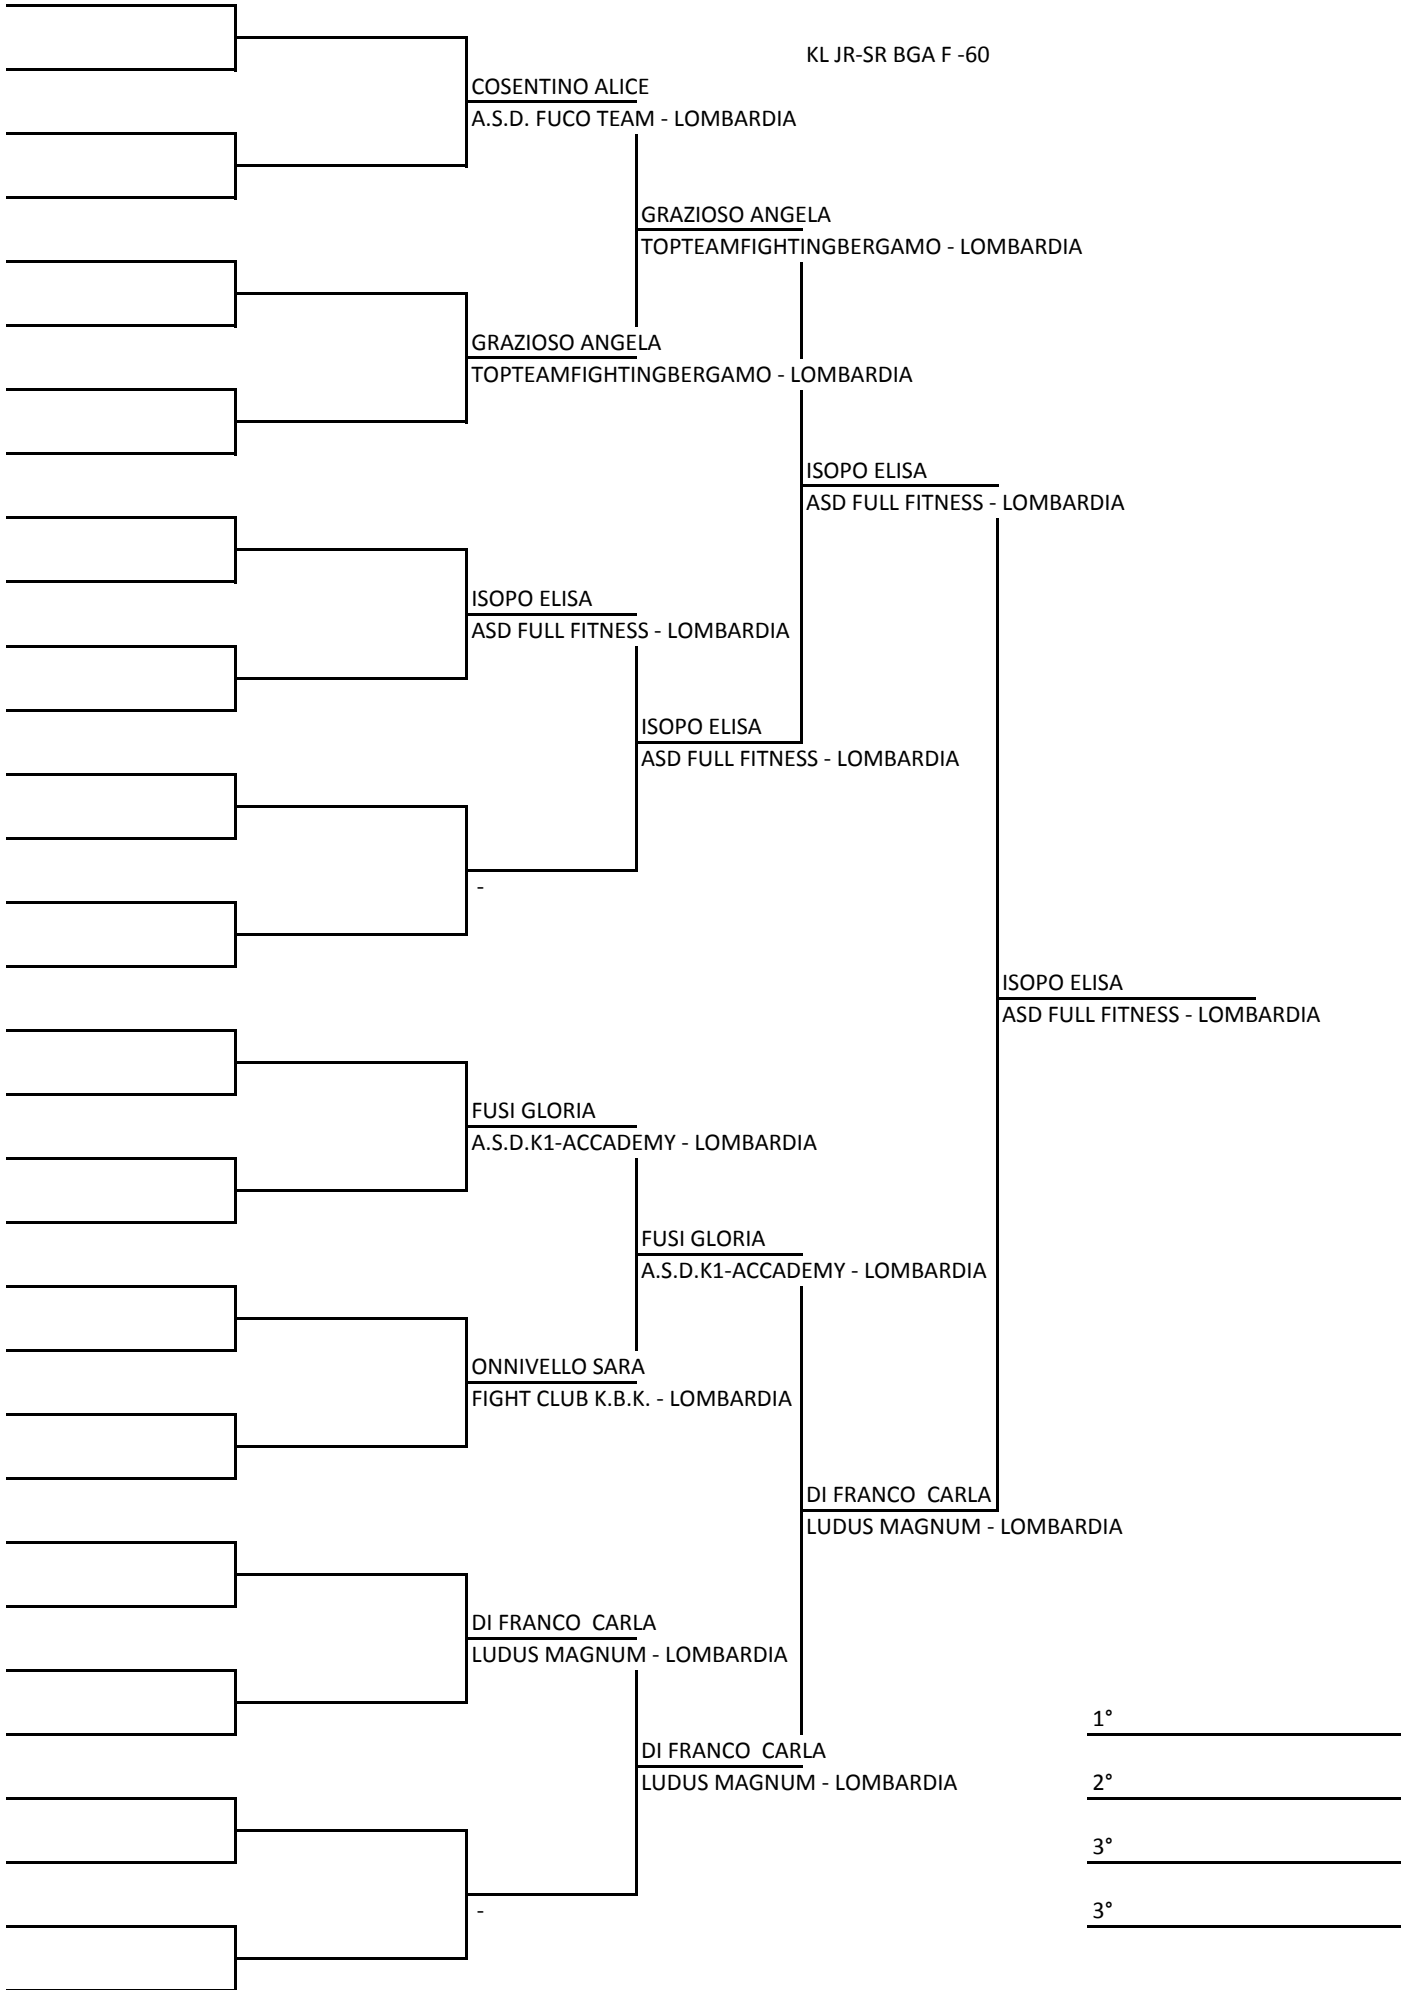 KL JR-SR BGA F -60
COSENTINO ALICE
A.S.D. FUCO TEAM - LOMBARDIA
GRAZIOSO ANGELA
TOPTEAMFIGHTINGBERGAMO - LOMBARDIA
GRAZIOSO ANGELA
TOPTEAMFIGHTINGBERGAMO - LOMBARDIA
ISOPO ELISA
ASD FULL FITNESS - LOMBARDIA
ISOPO ELISA
ASD FULL FITNESS - LOMBARDIA
ISOPO ELISA
ASD FULL FITNESS - LOMBARDIA
-
ISOPO ELISA
ASD FULL FITNESS - LOMBARDIA
FUSI GLORIA
A.S.D.K1-ACCADEMY - LOMBARDIA
FUSI GLORIA
A.S.D.K1-ACCADEMY - LOMBARDIA
ONNIVELLO SARA
FIGHT CLUB K.B.K. - LOMBARDIA
DI FRANCO  CARLA
LUDUS MAGNUM - LOMBARDIA
DI FRANCO  CARLA
LUDUS MAGNUM - LOMBARDIA
1°
DI FRANCO  CARLA
LUDUS MAGNUM - LOMBARDIA
2°
3°
3°
-